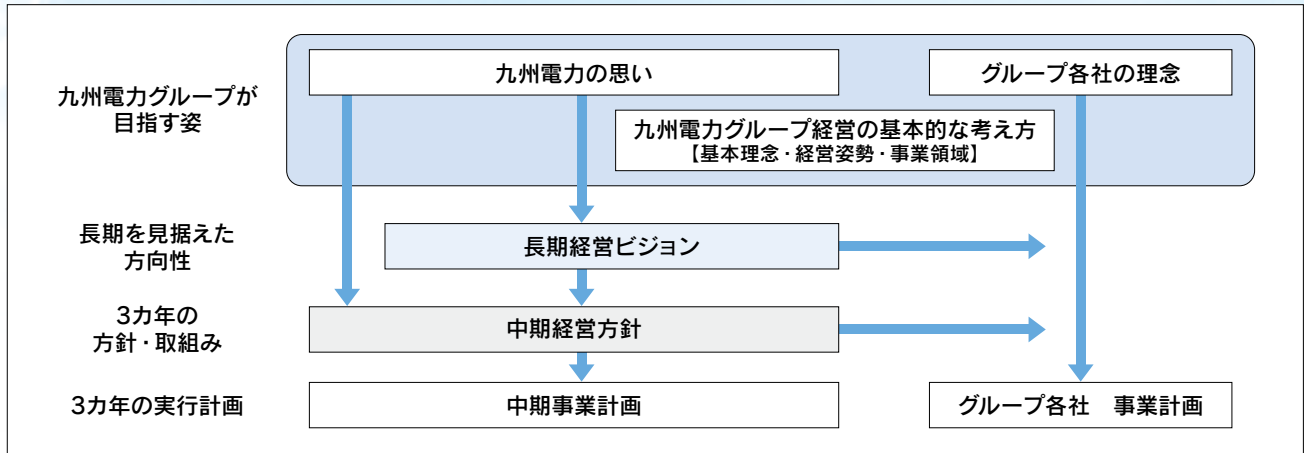 九州電力グループが
目指す姿
九州電力の思い
グループ各社の理念
九州電力グループ経営の基本的な考え方
【基本理念・経営姿勢・事業領域】
長期を見据えた
方向性
長期経営ビジョン
3カ年の
方針・取組み
中期経営方針
3カ年の実行計画
中期事業計画
グループ各社　事業計画